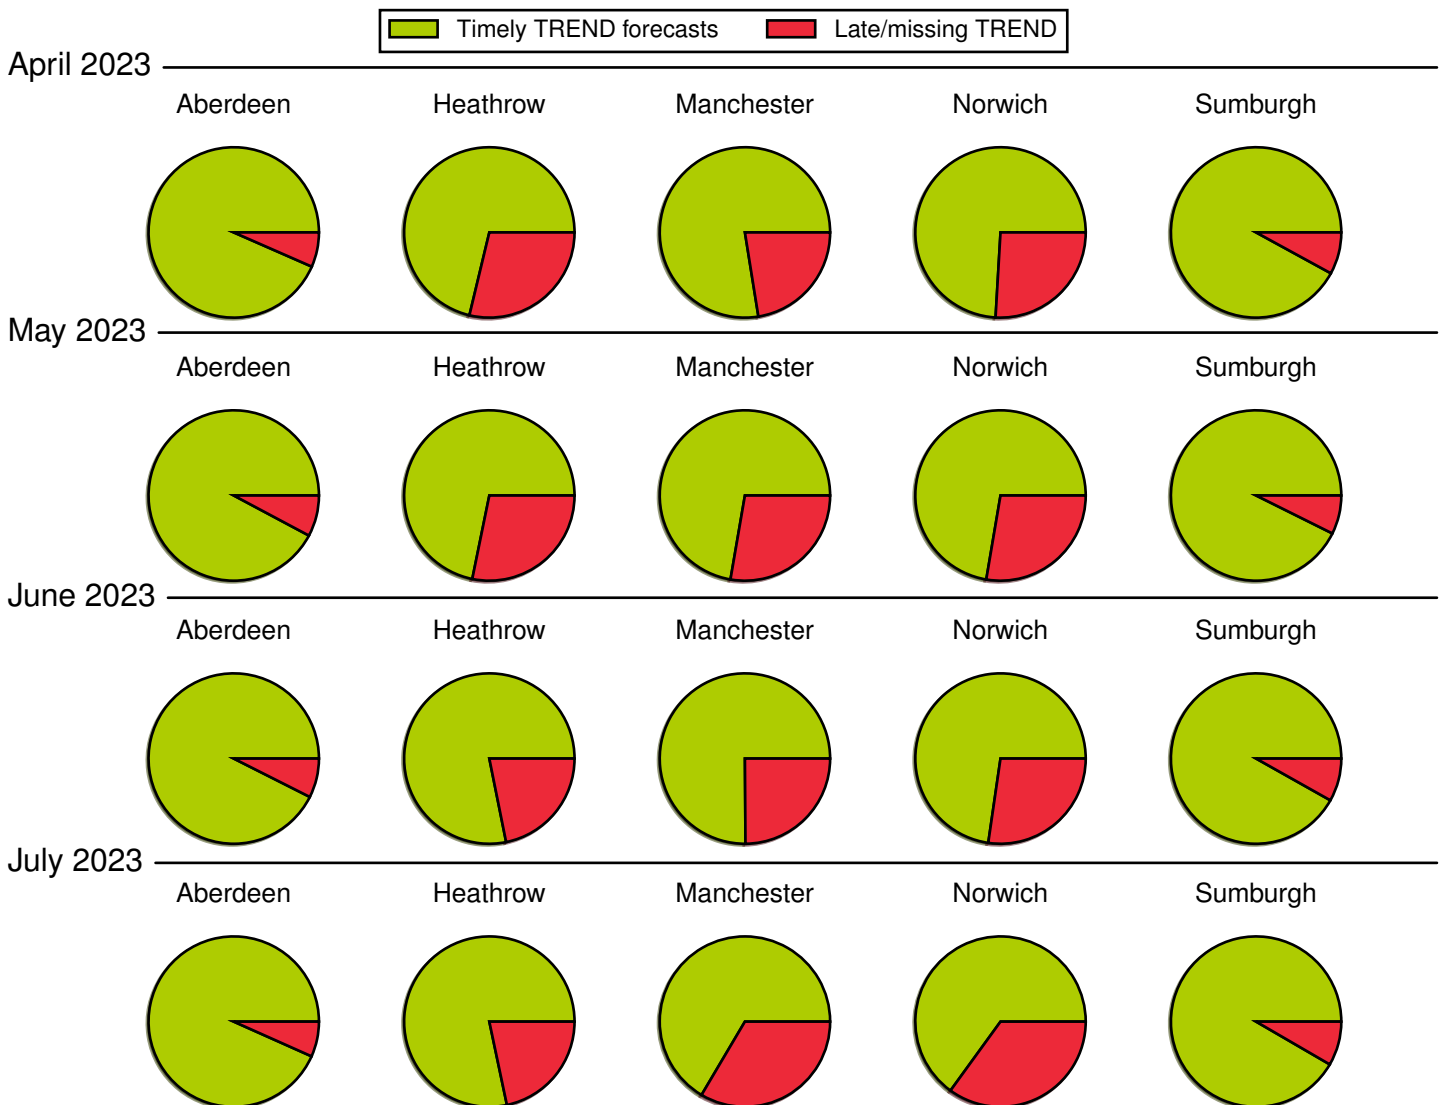 Timely TREND forecasts Late/missing TREND
April 2023
Aberdeen Heathrow Manchester Norwich Sumburgh
May 2023
Aberdeen Heathrow Manchester Norwich Sumburgh
June 2023
Aberdeen Heathrow Manchester Norwich Sumburgh
July 2023
Aberdeen Heathrow Manchester Norwich Sumburgh